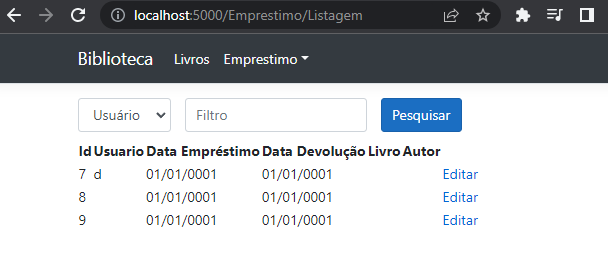 localhost:5000/Emprestimo/Listagem
Biblioteca Livros Emprestimo
Usuário Filtro Pesquisar
Id Usuario Data Empréstimo Data Devolução Livro Autor
7 d 01/01/0001 01/01/0001 Editar
8 01/01/0001 01/01/0001 Editar
9 01/01/0001 01/01/0001 Editar